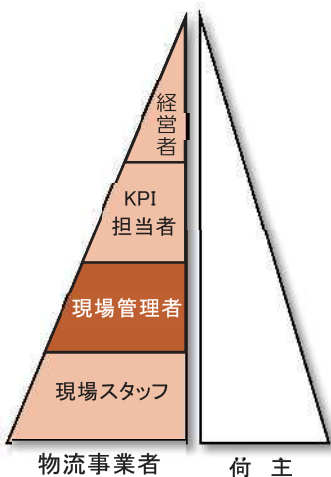 経営者
KPI
担当者
現場管理者
現場スタッフ
物流事業者
荷 主